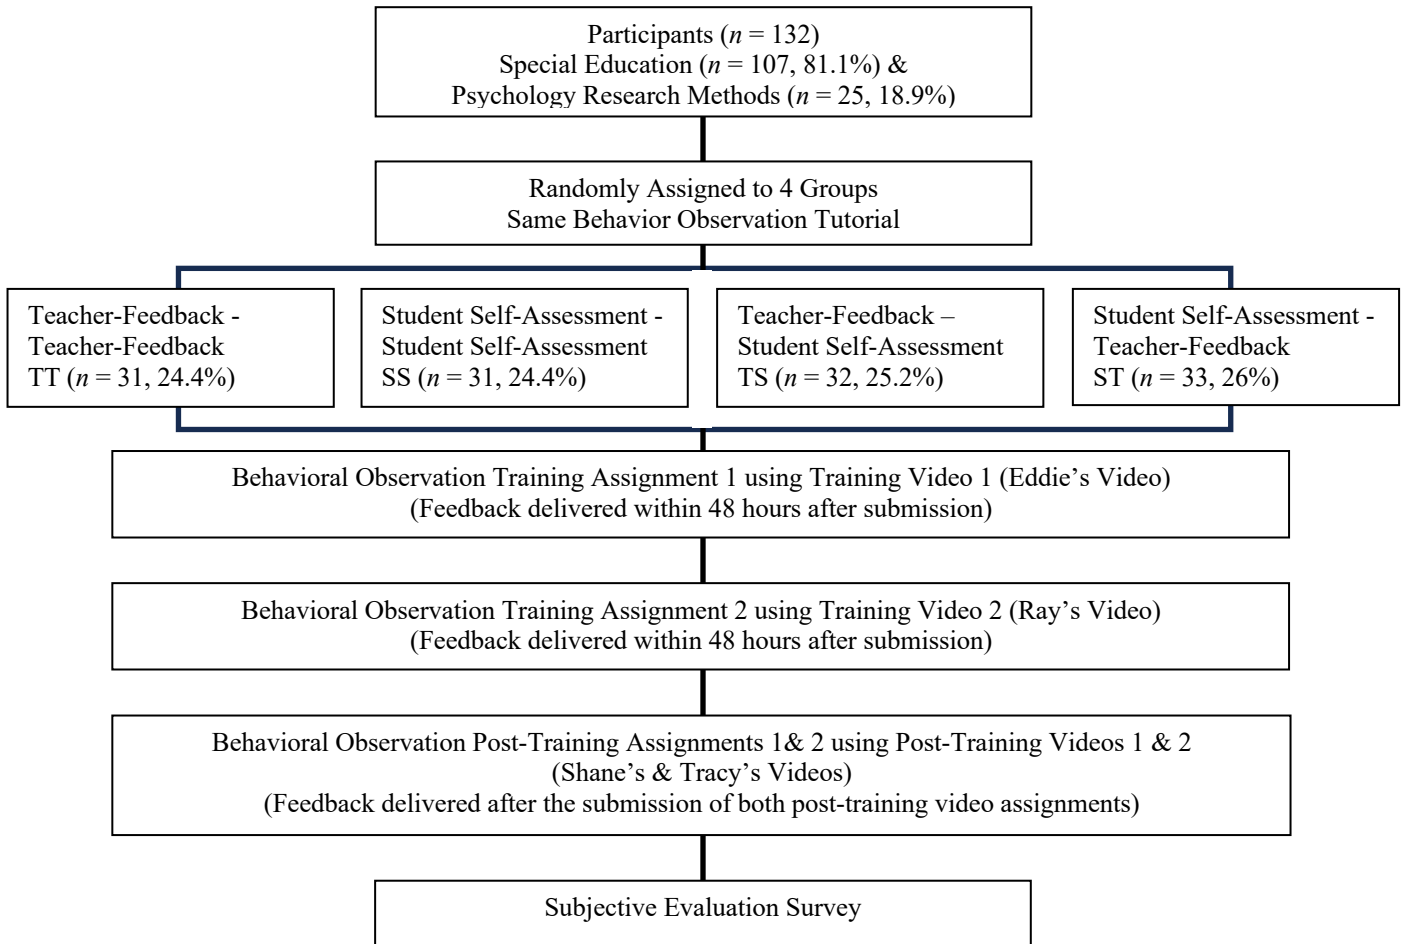 Participants (n = 132)
Special Education (n = 107, 81.1%) &
Psychology Research Methods (n = 25, 18.9%)
Randomly Assigned to 4 Groups
Same Behavior Observation Tutorial
Teacher-Feedback -
Teacher-Feedback
TT (n = 31, 24.4%)
Student Self-Assessment -
Student Self-Assessment
SS (n = 31, 24.4%)
Teacher-Feedback –
Student Self-Assessment
TS (n = 32, 25.2%)
Student Self-Assessment -
Teacher-Feedback
ST (n = 33, 26%)
Behavioral Observation Training Assignment 1 using Training Video 1 (Eddie’s Video)
(Feedback delivered within 48 hours after submission)
Behavioral Observation Training Assignment 2 using Training Video 2 (Ray’s Video)
(Feedback delivered within 48 hours after submission)
Behavioral Observation Post-Training Assignments 1& 2 using Post-Training Videos 1 & 2
(Shane’s & Tracy’s Videos)
(Feedback delivered after the submission of both post-training video assignments)
Subjective Evaluation Survey